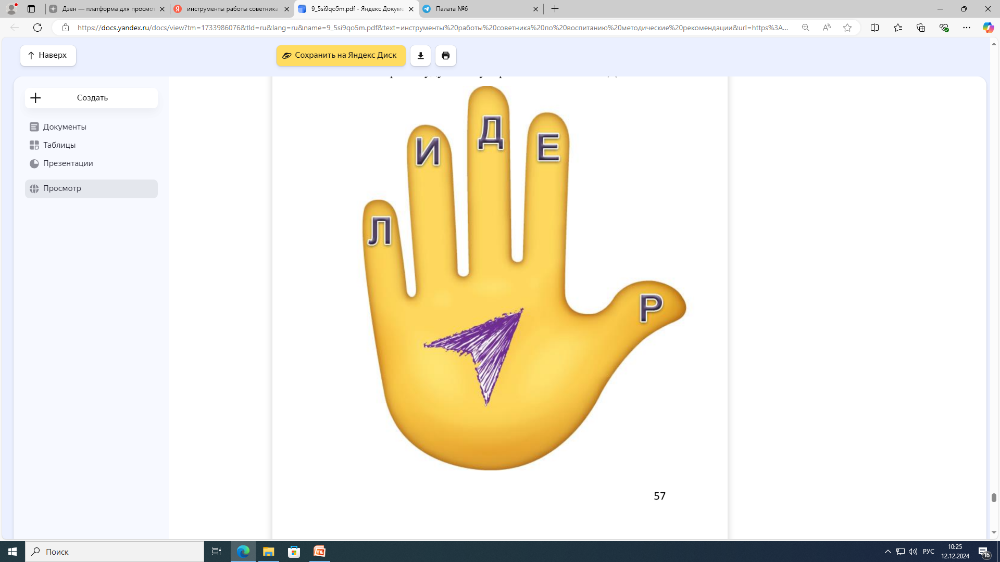 Дзен — платформа для просмот
инструменты работы советника
9_5si9qo5m.pdf - Яндекс Докуме
Палата №6
https://docs.yandex.ru/docs/view?tm=1733986076&tld=ru&lang=ru&name=9_5si9qo5m.pdf&text=инструменты%20работы%20советника%20по%20воспитанию%20методические%20рекомендации&url=https%3A...
Наверх
Сохранить на Яндекс Диск
Создать
Документы
Таблицы
Презентации
Просмотр
Л И Д Е Р
57
Поиск
РУС
10:25
12.12.2024
16